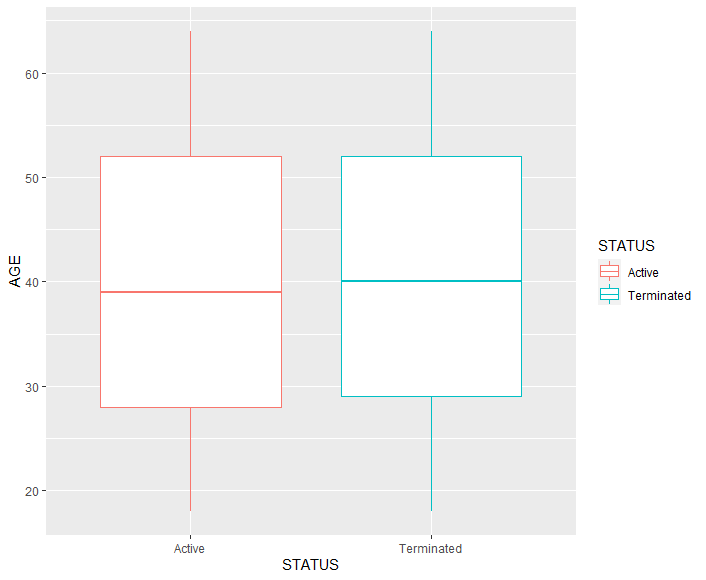 AGE
60
50
40
30
20
Active
Terminated
STATUS
STATUS
Active
Terminated